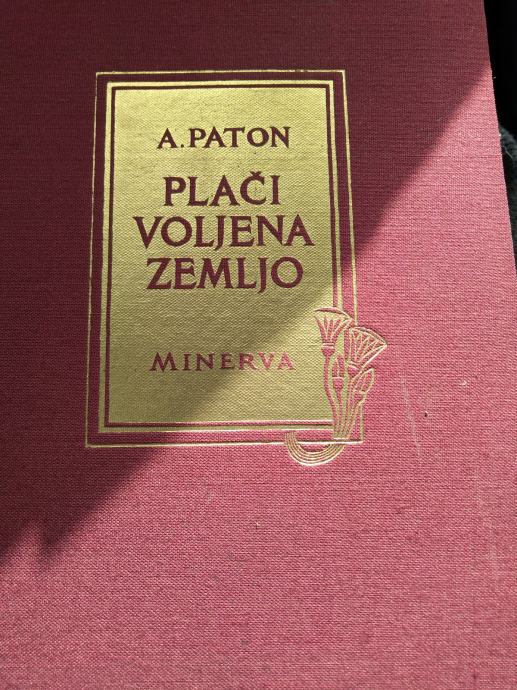 A. PATON
PLAČI
VOLJENA
ZEMLJO
MINERVA